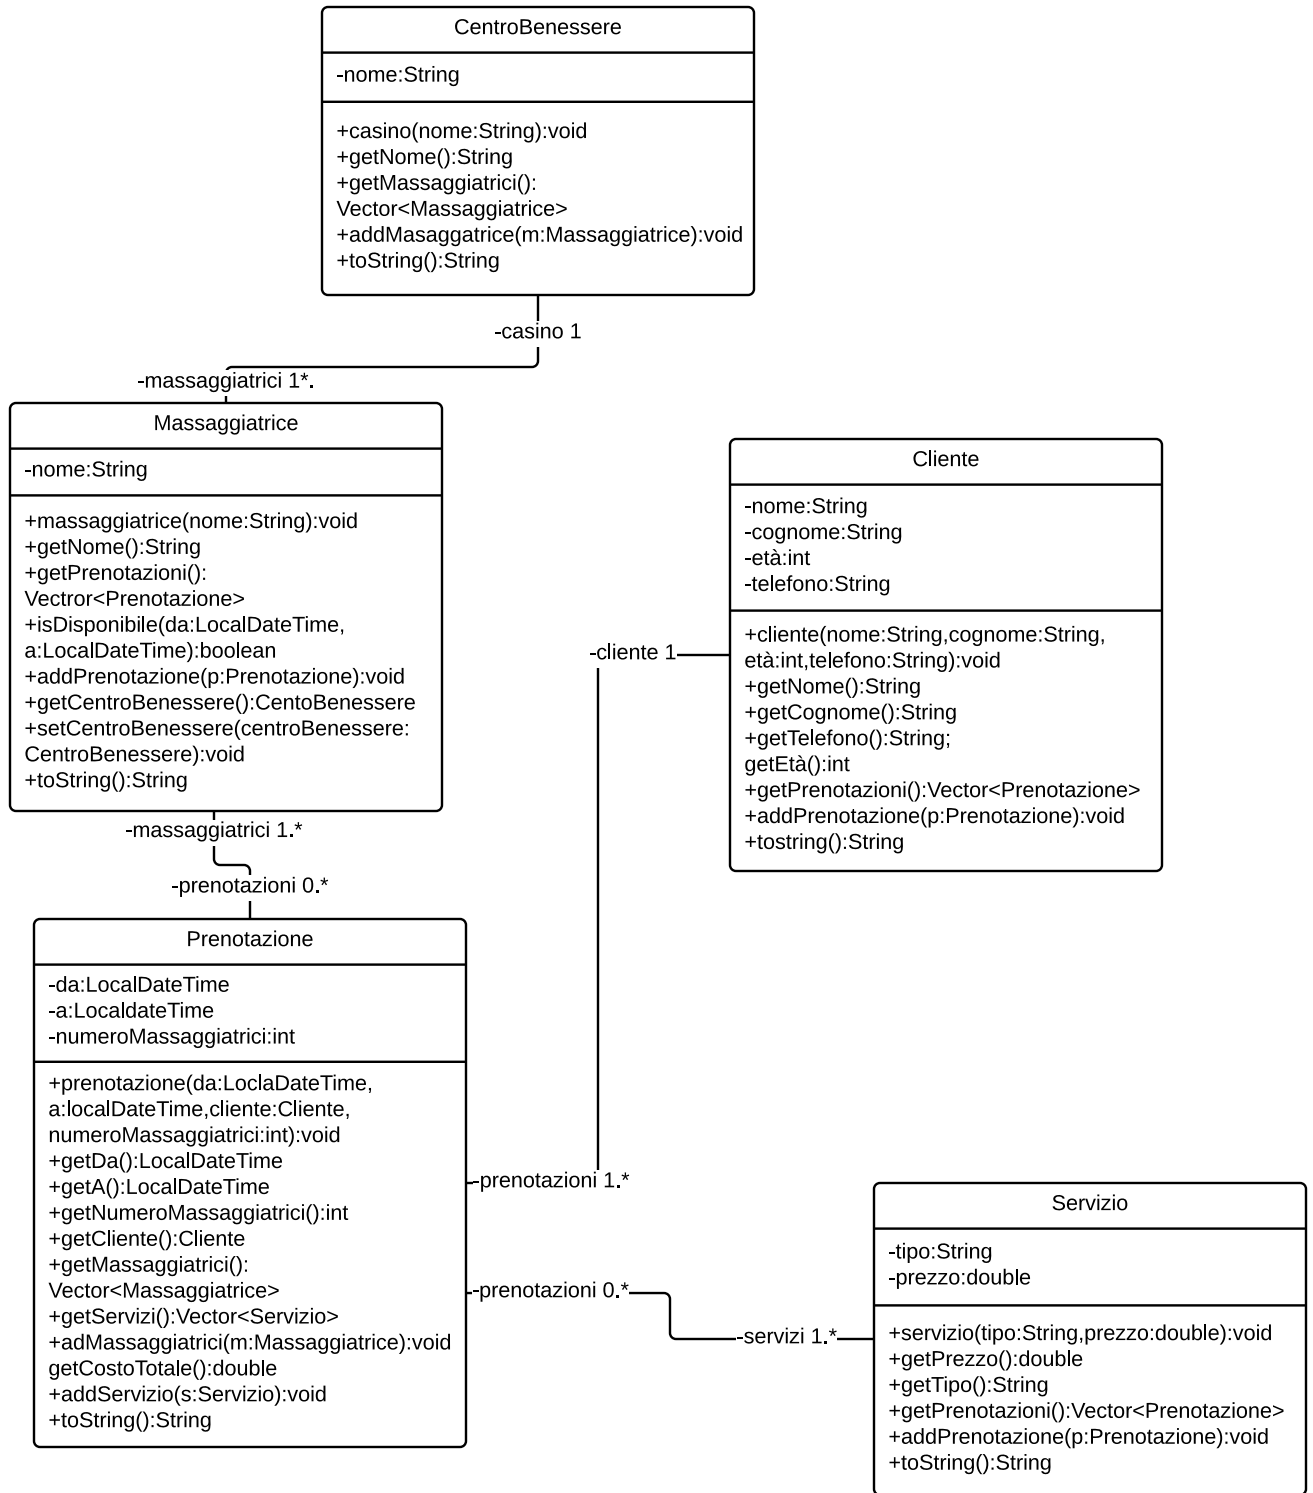 CentroBenessere
-nome:String
+casino(nome:String):void
+getNome():String
+getMassaggiatrici():
Vector<Massaggiatrice>
+addMasaggatrice(m:Massaggiatrice):void
+toString():String
-casino 1
-massaggiatrici 1*.
Massaggiatrice
-nome:String
+massaggiatrice(nome:String):void
+getNome():String
+getPrenotazioni():
Vectror<Prenotazione>
+isDisponibile(da:LocalDateTime,
a:LocalDateTime):boolean
+addPrenotazione(p:Prenotazione):void
+getCentroBenessere():CentoBenessere
+setCentroBenessere(centroBenessere:
CentroBenessere):void
+toString():String
Cliente
-nome:String
-cognome:String
-età:int
-telefono:String
+cliente(nome:String,cognome:String,
età:int,telefono:String):void
+getNome():String
+getCognome():String
+getTelefono():String;
getEtà():int
+getPrenotazioni():Vector<Prenotazione>
+addPrenotazione(p:Prenotazione):void
+tostring():String
-cliente 1
-massaggiatrici 1.*
-prenotazioni 0.*
Prenotazione
-da:LocalDateTime
-a:LocaldateTime
-numeroMassaggiatrici:int
+prenotazione(da:LoclaDateTime,
a:localDateTime,cliente:Cliente,
numeroMassaggiatrici:int):void
+getDa():LocalDateTime
+getA():LocalDateTime
+getNumeroMassaggiatrici():int
+getCliente():Cliente
+getMassaggiatrici():
Vector<Massaggiatrice>
+getServizi():Vector<Servizio>
+adMassaggiatrici(m:Massaggiatrice):void
getCostoTotale():double
+addServizio(s:Servizio):void
+toString():String
-prenotazioni 1.*
-prenotazioni 0.*
-servizi 1.*
Servizio
-tipo:String
-prezzo:double
+servizio(tipo:String,prezzo:double):void
+getPrezzo():double
+getTipo():String
+getPrenotazioni():Vector<Prenotazione>
+addPrenotazione(p:Prenotazione):void
+toString():String